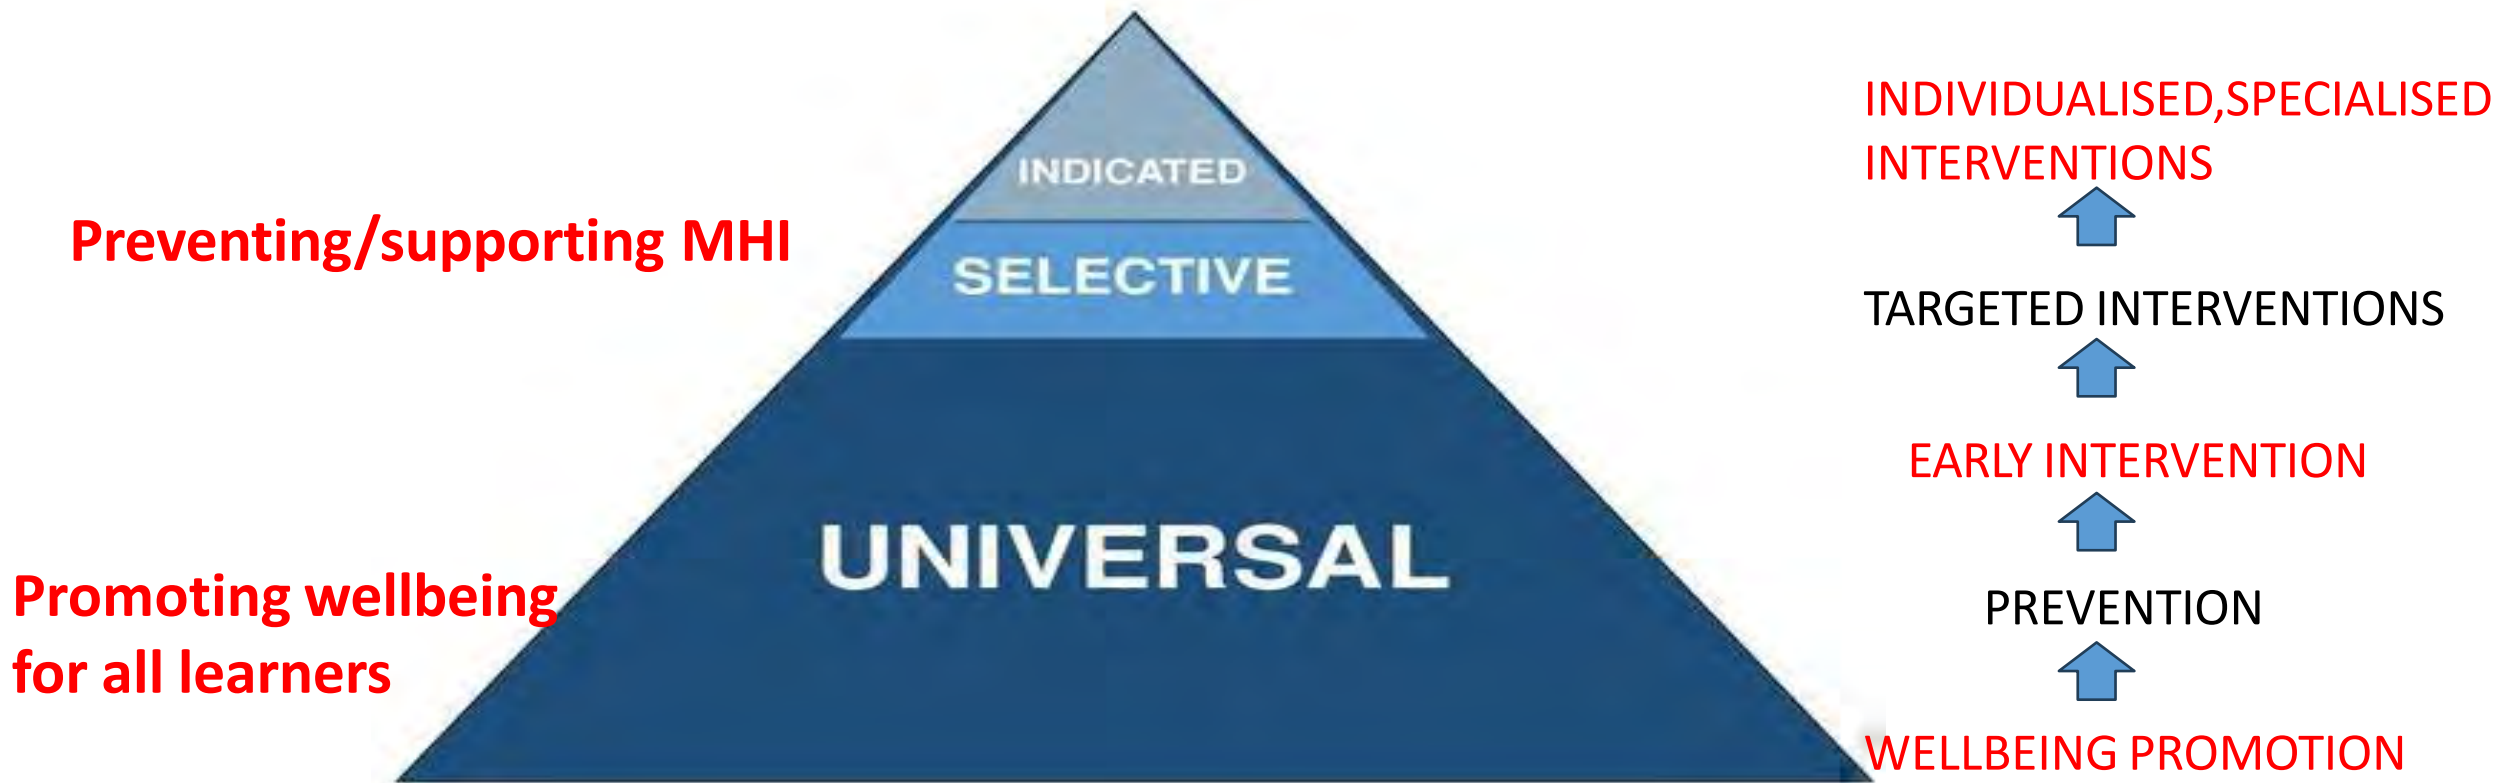 INDIVIDUALISED,SPECIALISED
INTERVENTIONS
INDICATED
Preventing/supporting MHI
SELECTIVE
TARGETED INTERVENTIONS
EARLY INTERVENTION
UNIVERSAL
PREVENTION
Promoting wellbeing
for all learners
WELLBEING PROMOTION